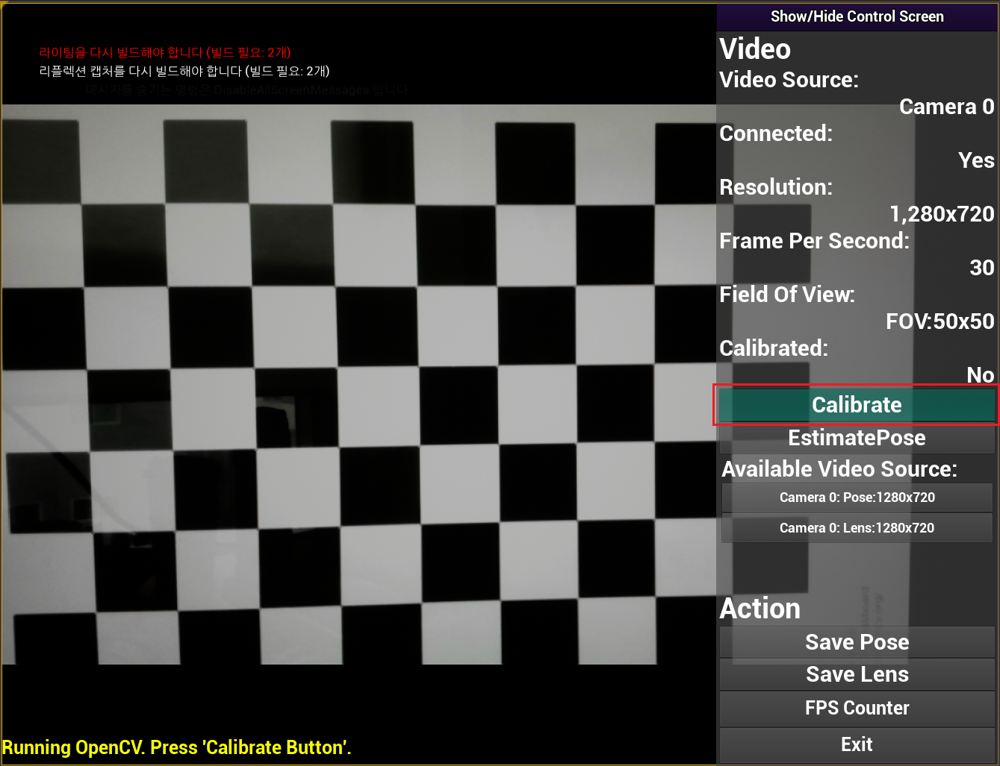 Show/Hide Control Screen
라이팅을 다시 빌드해야 합니다 (빌드 필요: 2개)
리플렉션 캡처를 다시 빌드해야 합니다 (빌드 필요: 2개)
메시지를 숨기는 명령은 DisableAllScreenMessages 입니다
Video
Video Source:
Camera 0
Connected:
Yes
Resolution:
1,280x720
Frame Per Second:
30
Field Of View:
FOV:50x50
Calibrated:
No
Calibrate
EstimatePose
Available Video Source:
Camera 0: Pose:1280x720
Camera 0: Lens:1280x720
Action
Save Pose
Save Lens
FPS Counter
Exit
Running OpenCV. Press 'Calibrate Button'.